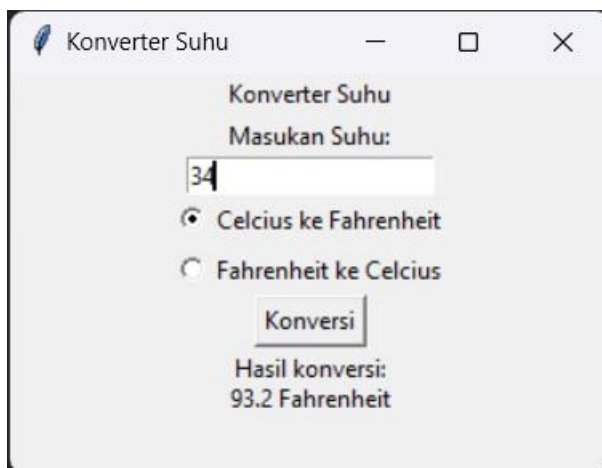 Konverter Suhu
Konverter Suhu
Masukan Suhu:
34
Celcius ke Fahrenheit
Fahrenheit ke Celcius
Konversi
Hasil konversi:
93.2 Fahrenheit